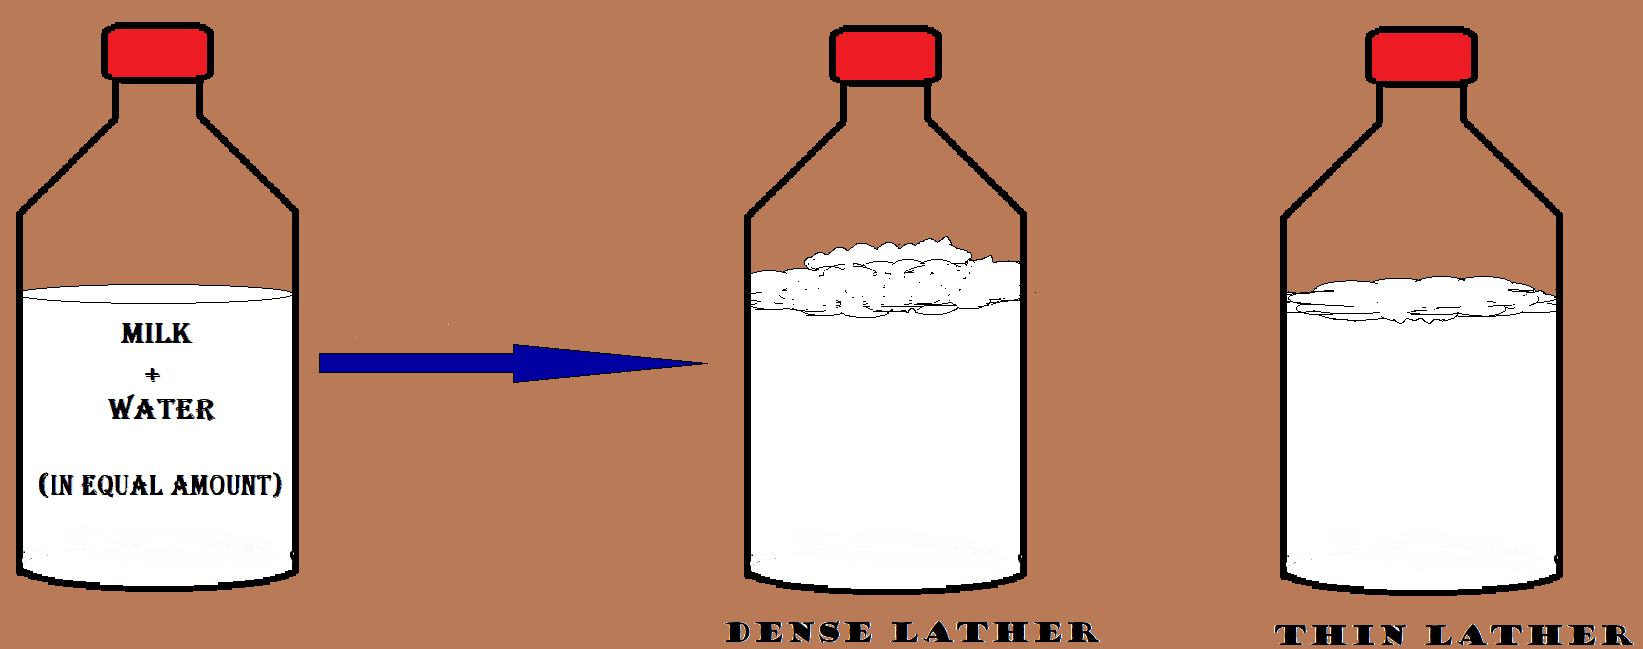 MILK
+
WATER
(IN EQUAL AMOUNT)
DENSE LATHER
THIN LATHER